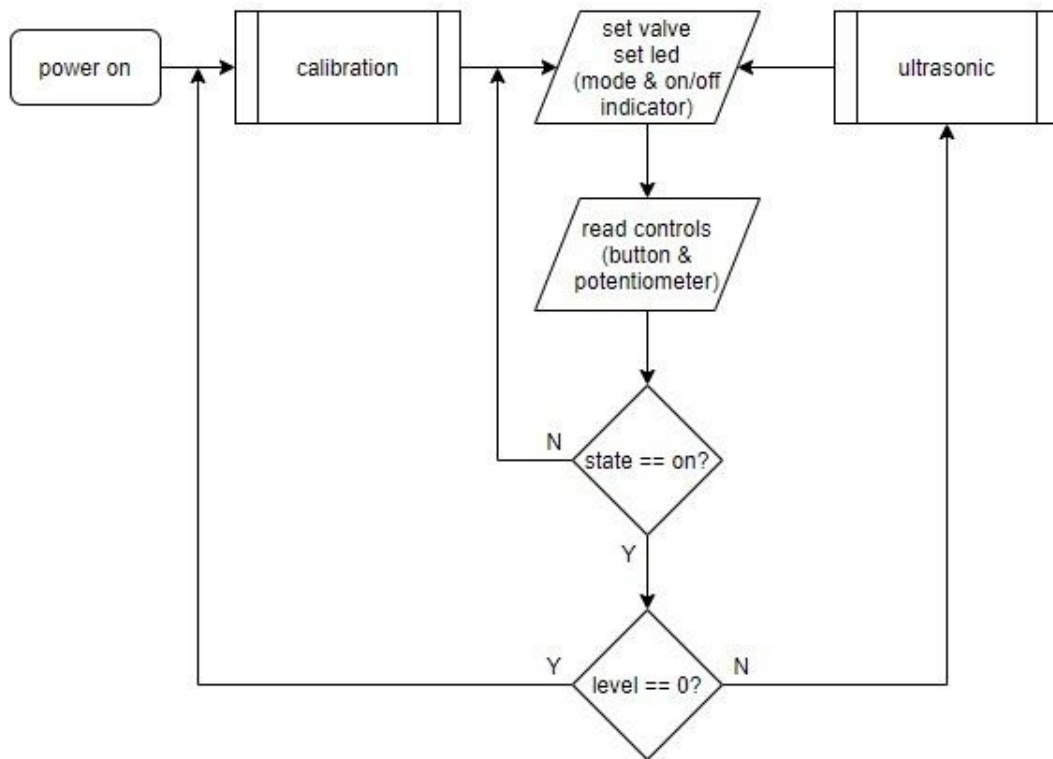 power on
calibration
set valve
set led
(mode & on/off
indicator)
ultrasonic
read controls
(button &
potentiometer)
N
state == on?
Y
Y
level == 0?
N